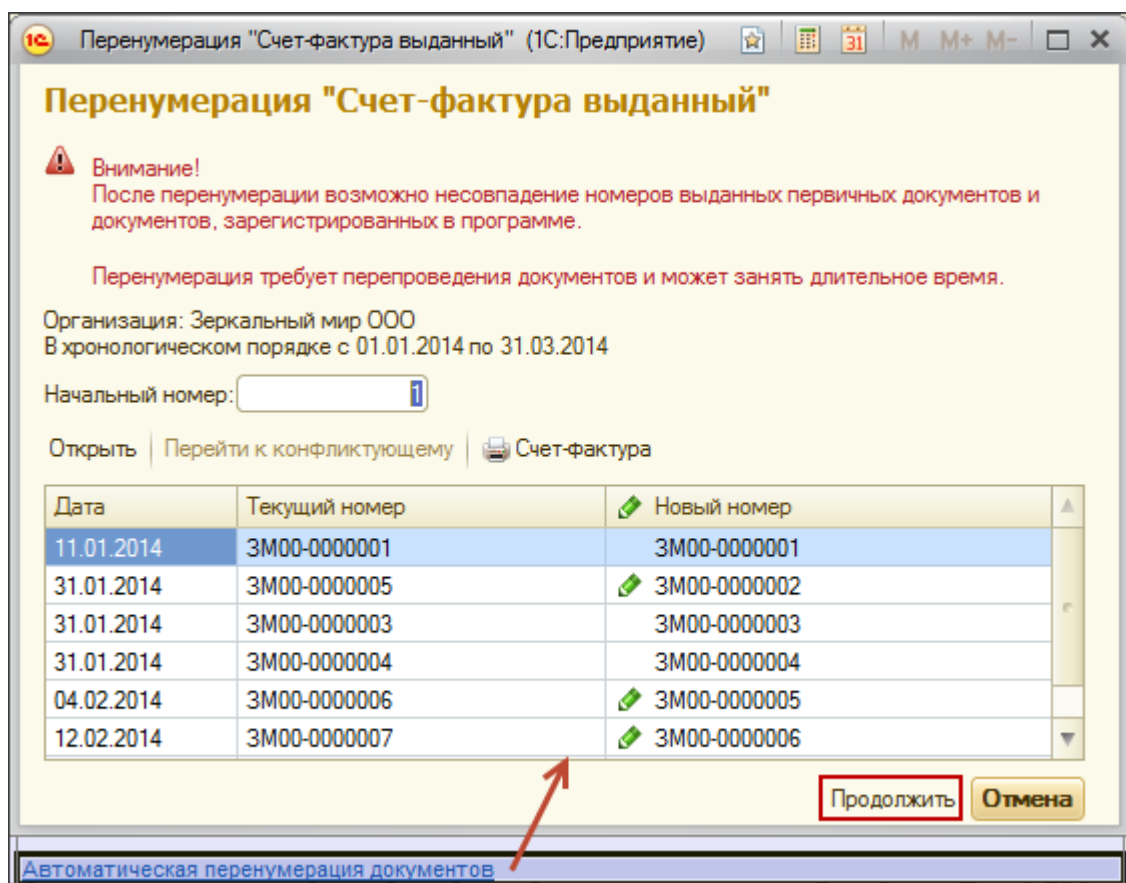 1С Перенумерация "Счет-фактура выданный" (1С:Предприятие) 31 М М+ М-
Перенумерация "Счет-фактура выданный"
Внимание!
После перенумерации возможно несовпадение номеров выданных первичных документов и
документов, зарегистрированных в программе.
Перенумерация требует перепроведения документов и может занять длительное время.
Организация: Зеркальный мир ООО
В хронологическом порядке с 01.01.2014 по 31.03.2014
Начальный номер: 1
Открыть Перейти к конфликтующему Счет-фактура
Дата Текущий номер Новый номер
11.01.2014 ЗМ00-0000001 ЗМ00-0000001
31.01.2014 ЗМ00-0000005 ЗМ00-0000002
31.01.2014 ЗМ00-0000003 ЗМ00-0000003
31.01.2014 ЗМ00-0000004 ЗМ00-0000004
04.02.2014 ЗМ00-0000006 ЗМ00-0000005
12.02.2014 ЗМ00-0000007 ЗМ00-0000006
Продолжить Отмена
Автоматическая перенумерация документов